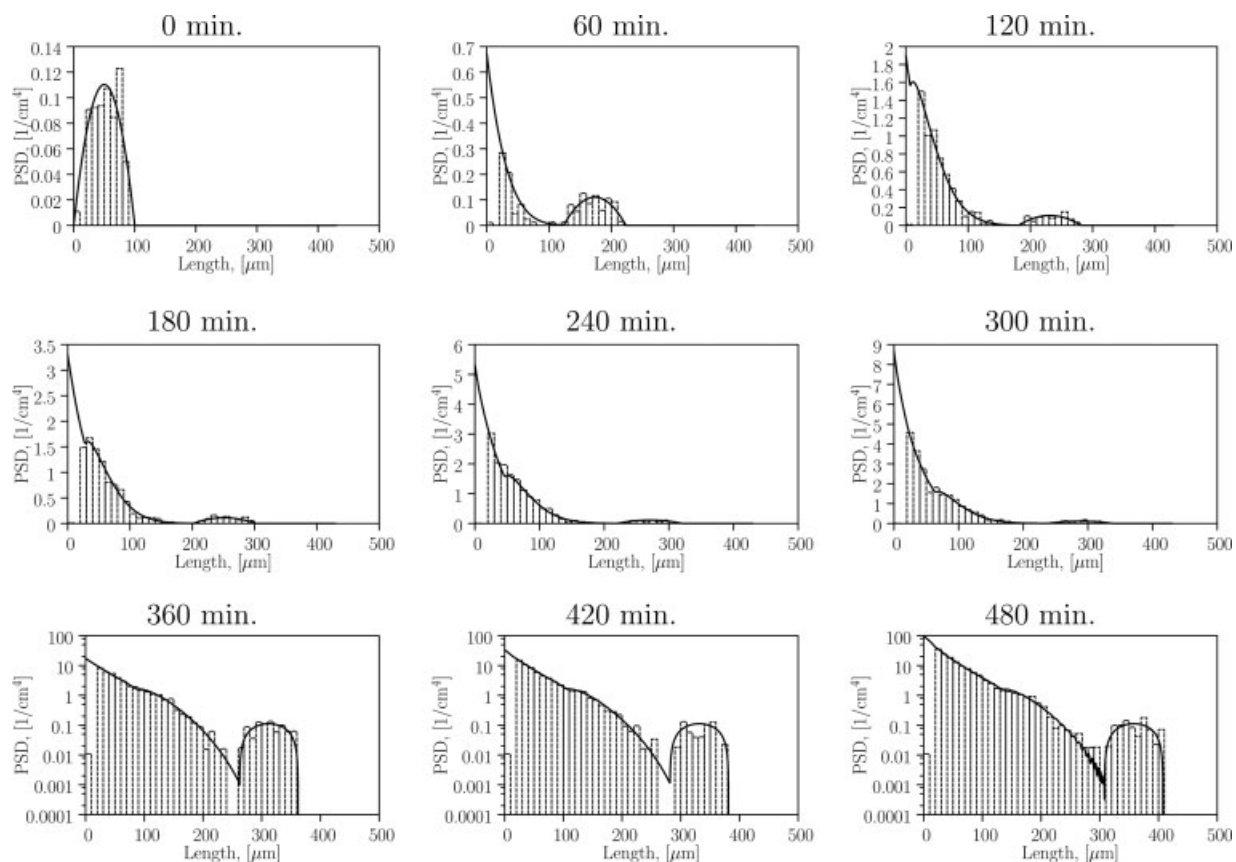 0 min.
60 min.
120 min.
0.14
0.12
0.1
0.08
0.06
0.04
0.02
0
PSD, [1/cm⁴]
0 100 200 300 400 500
Length, [μm]
0.7
0.6
0.5
0.4
0.3
0.2
0.1
0
PSD, [1/cm⁴]
0 100 200 300 400 500
Length, [μm]
2
1.8
1.6
1.4
1.2
1
0.8
0.6
0.4
0.2
0
PSD, [1/cm⁴]
0 100 200 300 400 500
Length, [μm]
180 min.
240 min.
300 min.
3.5
3
2.5
2
1.5
1
0.5
0
PSD, [1/cm⁴]
0 100 200 300 400 500
Length, [μm]
6
5
4
3
2
1
0
PSD, [1/cm⁴]
0 100 200 300 400 500
Length, [μm]
9
8
7
6
5
4
3
2
1
0
PSD, [1/cm⁴]
0 100 200 300 400 500
Length, [μm]
360 min.
420 min.
480 min.
100
10
1
0.1
0.01
0.001
0.0001
PSD, [1/cm⁴]
0 100 200 300 400 500
Length, [μm]
100
10
1
0.1
0.01
0.001
0.0001
PSD, [1/cm⁴]
0 100 200 300 400 500
Length, [μm]
100
10
1
0.1
0.01
0.001
0.0001
PSD, [1/cm⁴]
0 100 200 300 400 500
Length, [μm]